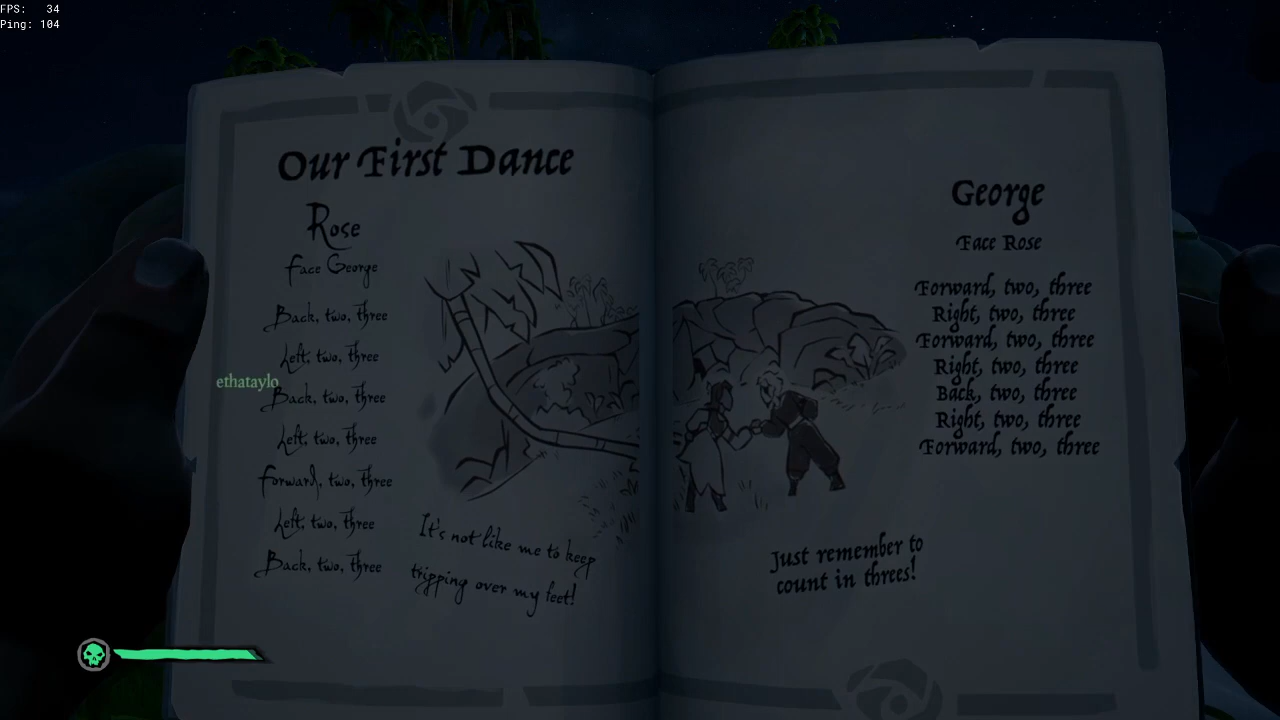 FPS: 34
Ping: 104
Our First Dance
Rose
Face George
Back, two, three
Left, two, three
ethataylo
Back, two, three
Left, two, three
Forward, two, three
Left, two, three
Back, two, three
It's not like me to keep
tripping over my feet!
George
Face Rose
Forward, two, three
Right, two, three
Forward, two, three
Right, two, three
Back, two, three
Right, two, three
Forward, two, three
Just remember to
count in threes!